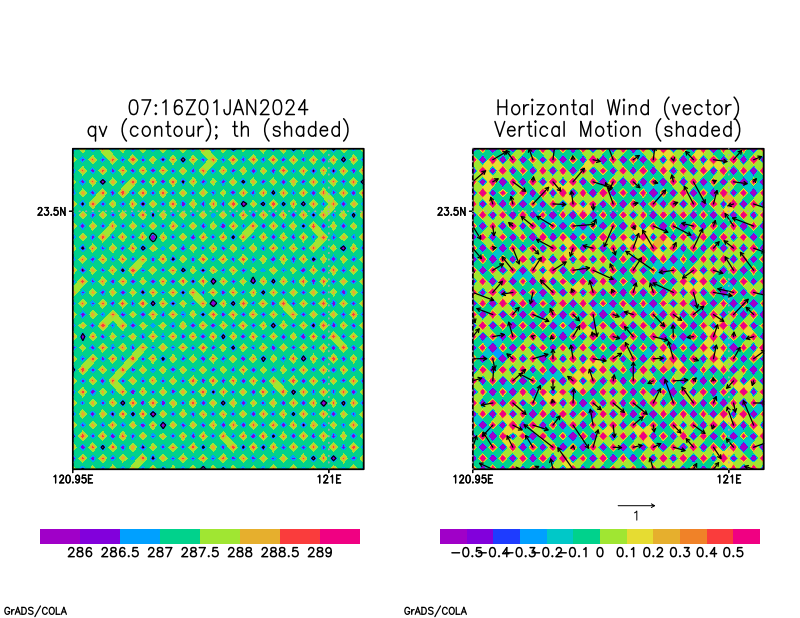 07:16Z01JAN2024
qv (contour); th (shaded)
23.5N
120.95E
121E
286 286.5 287 287.5 288 288.5 289
GrADS/COLA
Horizontal Wind (vector)
Vertical Motion (shaded)
23.5N
120.95E
121E
1
-0.5 -0.4 -0.3 -0.2 -0.1 0 0.1 0.2 0.3 0.4 0.5
GrADS/COLA